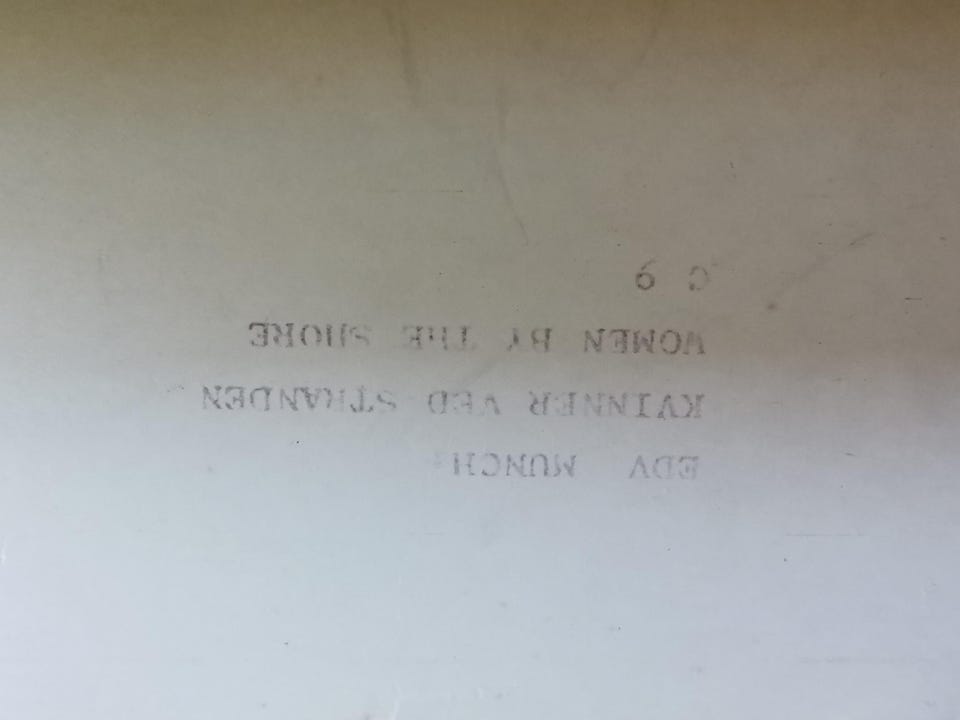 EDV MUNCH
KVINNER VED STRANDEN
WOMEN BY THE SHORE
C 9